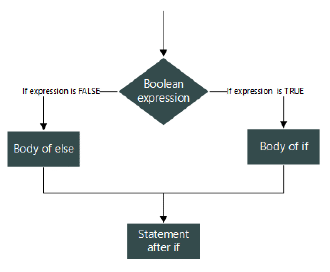 Boolean
expression
If expression is FALSE
If expression is TRUE
Body of else
Body of if
Statement
after if